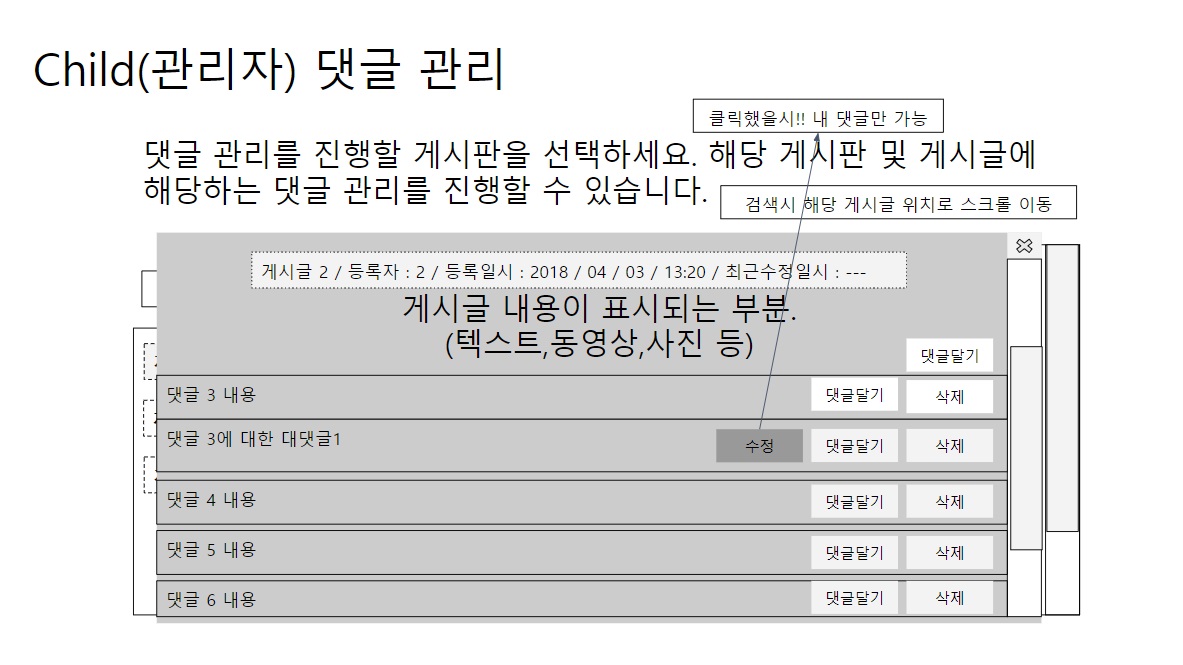 Child(관리자) 댓글 관리
클릭했을시!! 내 댓글만 가능
댓글 관리를 진행할 게시판을 선택하세요. 해당 게시판 및 게시글에
해당하는 댓글 관리를 진행할 수 있습니다.
검색시 해당 게시글 위치로 스크롤 이동
게시글 2 / 등록자 : 2 / 등록일시 : 2018 / 04 / 03 / 13:20 / 최근수정일시 : ---
게시글 내용이 표시되는 부분.
(텍스트,동영상,사진 등)
댓글달기
댓글 3 내용 댓글달기 삭제
댓글 3에 대한 대댓글1 수정 댓글달기 삭제
댓글 4 내용 댓글달기 삭제
댓글 5 내용 댓글달기 삭제
댓글 6 내용 댓글달기 삭제